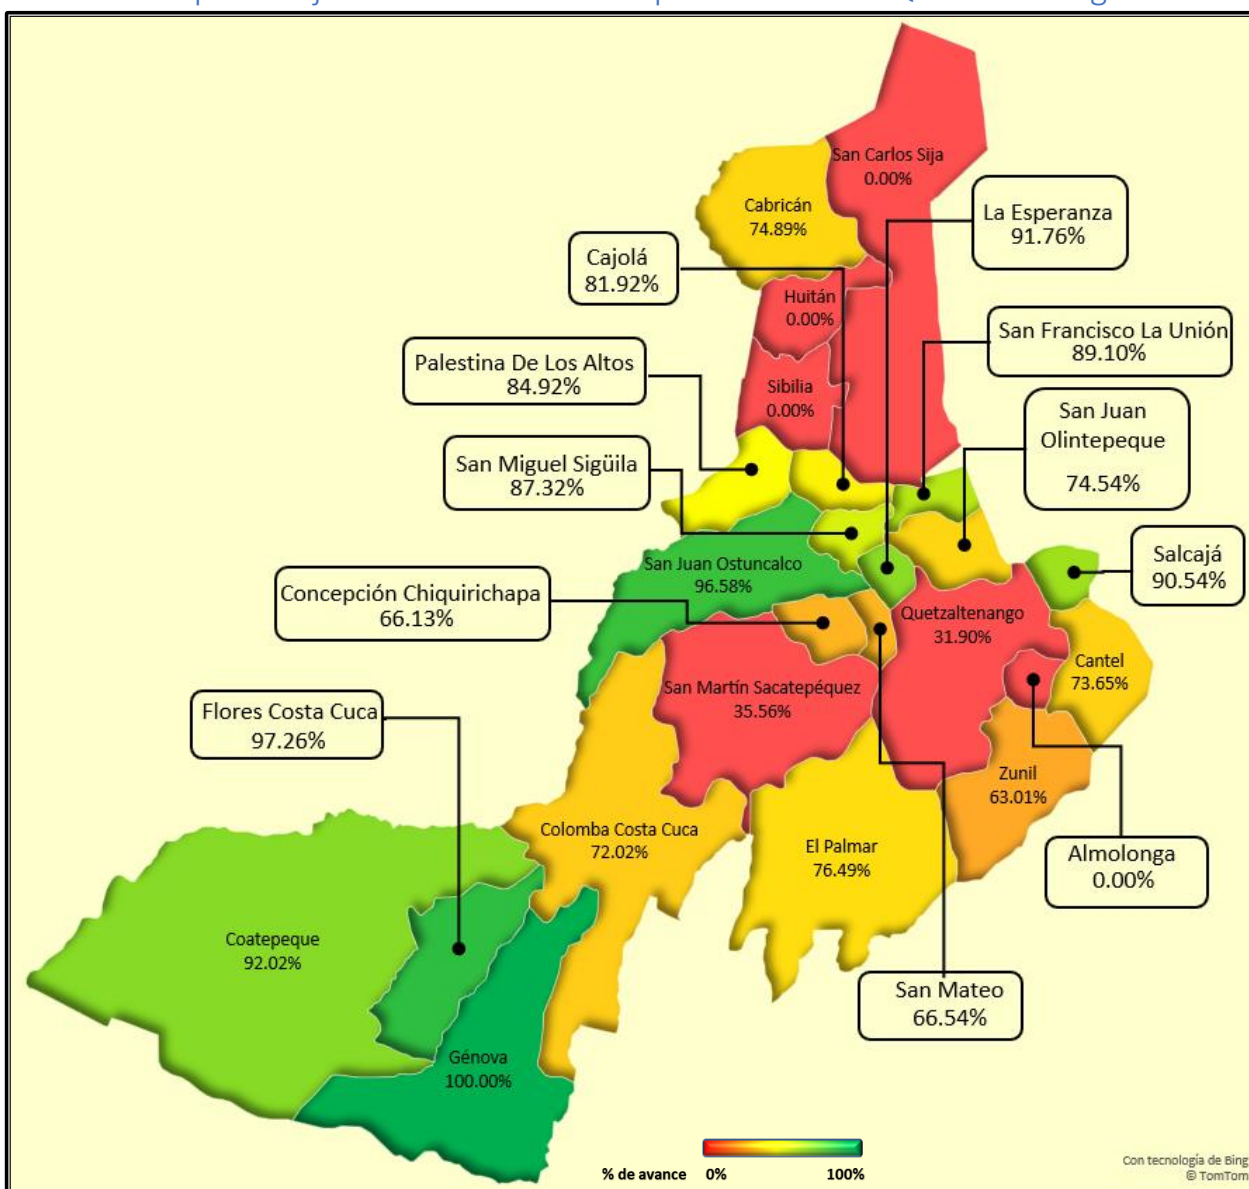 San Carlos Sija
0.00%
Cabricán
74.89%
La Esperanza
91.76%
Cajolá
81.92%
Huitán
0.00%
San Francisco La Unión
89.10%
Palestina De Los Altos
84.92%
Sibilia
0.00%
San Juan
Olintepeque
74.54%
San Miguel Sigüila
87.32%
Salcajá
90.54%
San Juan Ostuncalco
96.58%
Concepción Chiquirichapa
66.13%
Quetzaltenango
31.90%
Cantel
73.65%
San Martín Sacatepéquez
35.56%
Flores Costa Cuca
97.26%
Zunil
63.01%
Colomba Costa Cuca
72.02%
El Palmar
76.49%
Almolonga
0.00%
Coatepeque
92.02%
San Mateo
66.54%
Génova
100.00%
% de avance 0% 100%
Con tecnología de Bing
© TomTom